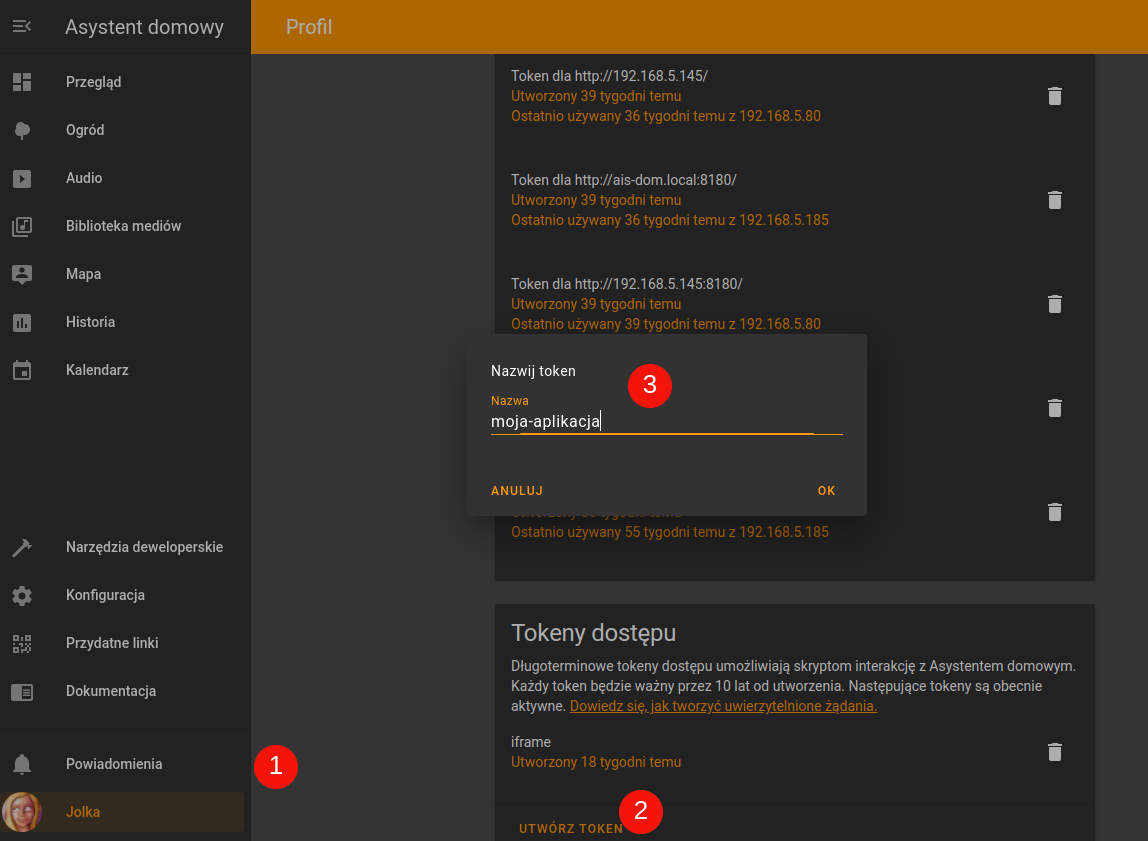 Asystent domowy
Profil
Przegląd
Ogród
Audio
Biblioteka mediów
Mapa
Historia
Kalendarz
Narzędzia deweloperskie
Konfiguracja
Przydatne linki
Dokumentacja
Powiadomienia
1
Jolka
Token dla http://192.168.5.145/
Utworzony 39 tygodni temu
Ostatnio używany 36 tygodni temu z 192.168.5.80
Token dla http://ais-dom.local:8180/
Utworzony 39 tygodni temu
Ostatnio używany 36 tygodni temu z 192.168.5.185
Token dla http://192.168.5.145:8180/
Utworzony 39 tygodni temu
Ostatnio używany 39 tygodni temu z 192.168.5.80
Nazwij token
3
Nazwa
moja-aplikacja
ANULUJ
OK
Ostatnio używany 55 tygodni temu z 192.168.5.185
Tokeny dostępu
Długoterminowe tokeny dostępu umożliwiają skryptom interakcję z Asystentem domowym.
Każdy token będzie ważny przez 10 lat od utworzenia. Następujące tokeny są obecnie
aktywne. Dowiedz się, jak tworzyć uwierzytelnione żądania.
iframe
Utworzony 18 tygodni temu
2
UTWÓRZ TOKEN